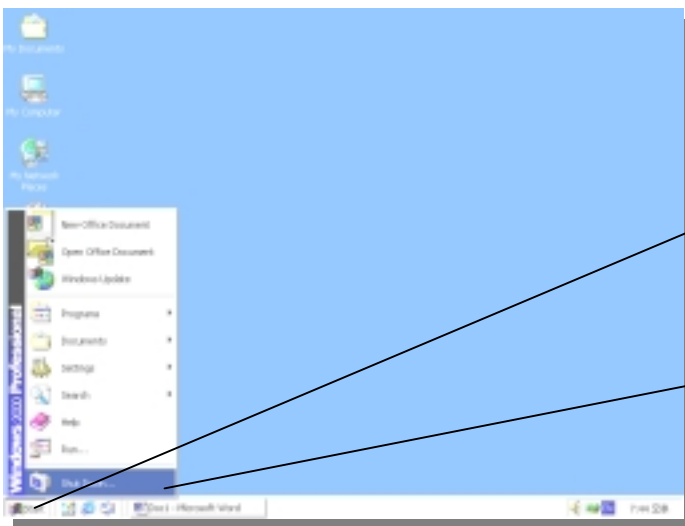 My Documents
My Computer
My Network
Places
New Office Document
Open Office Document
Windows Update
Programs
Documents
Settings
Search
Help
Run...
Shut Down...
Windows 2000 Professional
Start
Doc1 - Microsoft Word